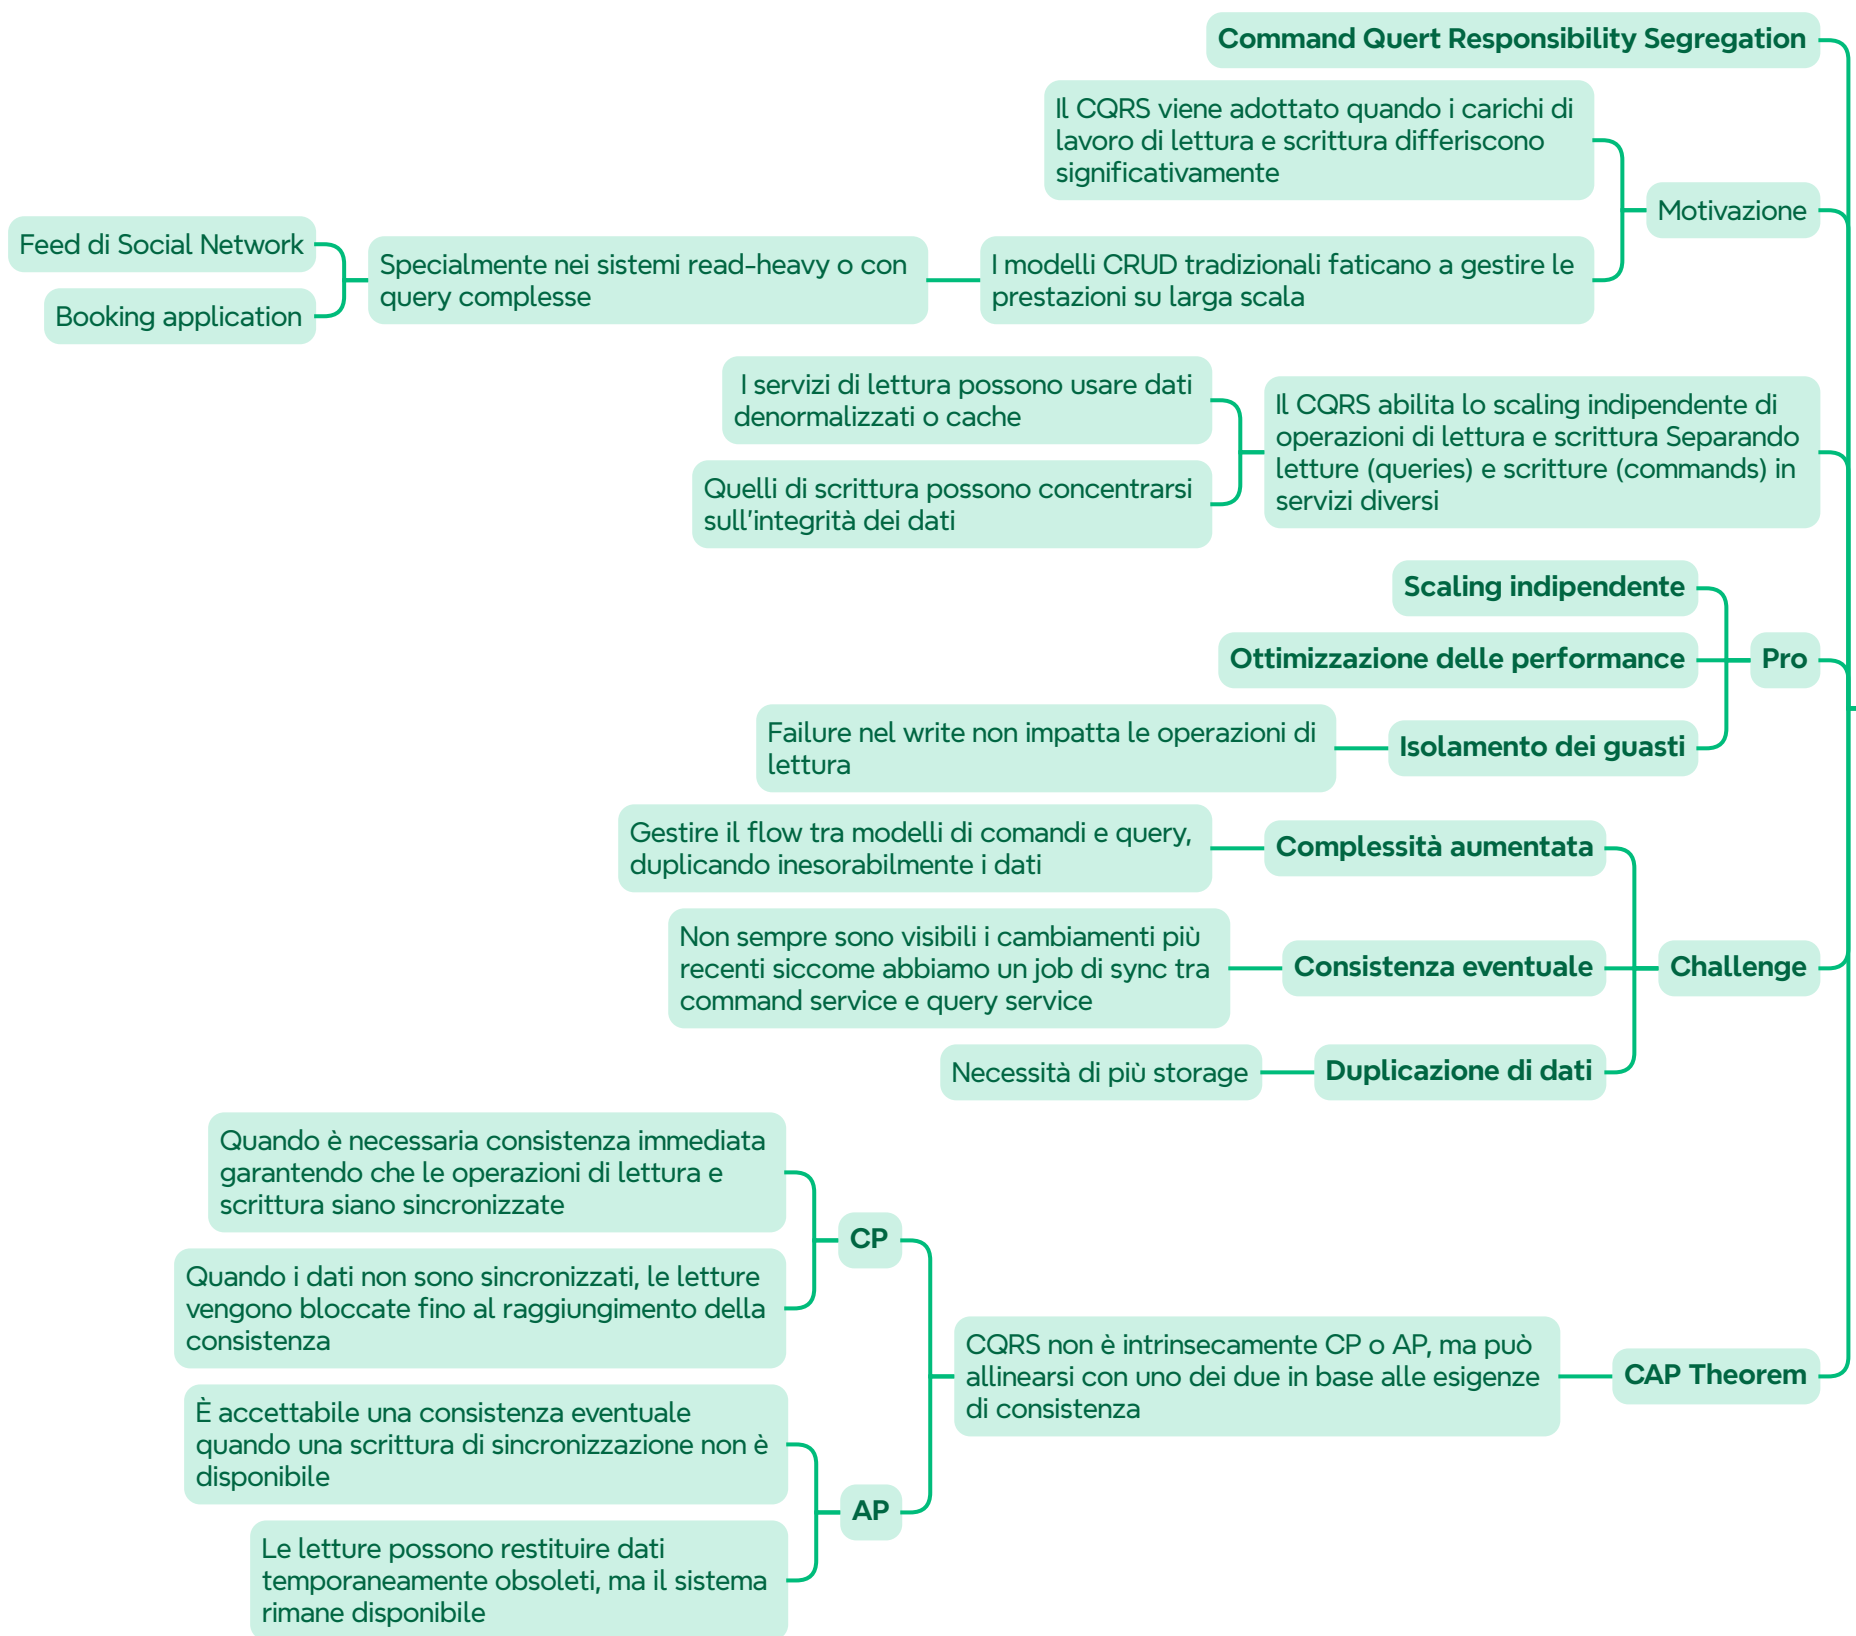 Command Quert Responsibility Segregation
Il CQRS viene adottato quando i carichi di
lavoro di lettura e scrittura differiscono
significativamente
Motivazione
Feed di Social Network
Booking application
Specialmente nei sistemi read-heavy o con
query complesse
I modelli CRUD tradizionali faticano a gestire le
prestazioni su larga scala
I servizi di lettura possono usare dati
denormalizzati o cache
Quelli di scrittura possono concentrarsi
sull'integrità dei dati
Il CQRS abilita lo scaling indipendente di
operazioni di lettura e scrittura Separando
letture (queries) e scritture (commands) in
servizi diversi
Scaling indipendente
Ottimizzazione delle performance
Pro
Failure nel write non impatta le operazioni di
lettura
Isolamento dei guasti
Gestire il flow tra modelli di comandi e query,
duplicando inesorabilmente i dati
Complessità aumentata
Non sempre sono visibili i cambiamenti più
recenti siccome abbiamo un job di sync tra
command service e query service
Consistenza eventuale
Challenge
Necessità di più storage
Duplicazione di dati
Quando è necessaria consistenza immediata
garantendo che le operazioni di lettura e
scrittura siano sincronizzate
CP
Quando i dati non sono sincronizzati, le letture
vengono bloccate fino al raggiungimento della
consistenza
CQRS non è intrinsecamente CP o AP, ma può
allinearsi con uno dei due in base alle esigenze
di consistenza
CAP Theorem
È accettabile una consistenza eventuale
quando una scrittura di sincronizzazione non è
disponibile
AP
Le letture possono restituire dati
temporaneamente obsoleti, ma il sistema
rimane disponibile